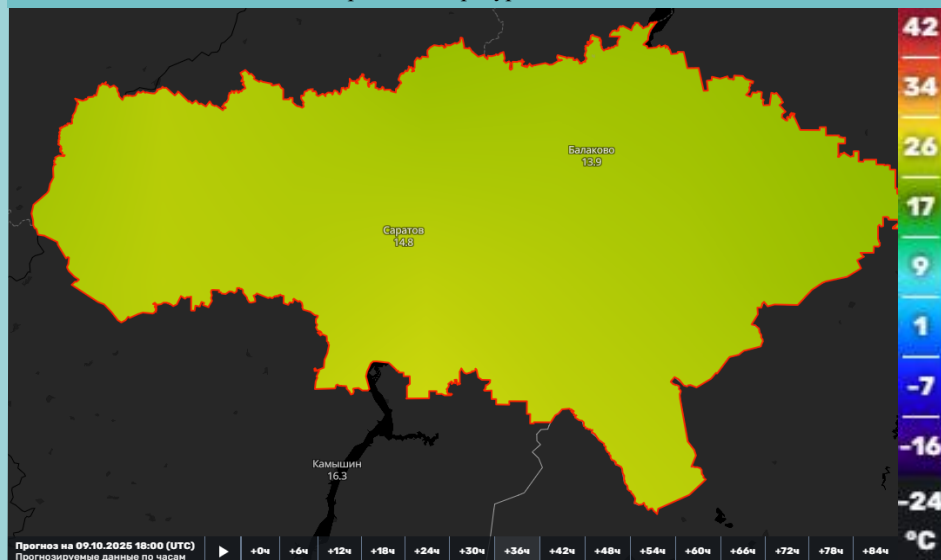 42
34
26
17
9
1
-7
-16
-24
°C
Балаково
13.9
Саратов
14.8
Камышин
16.3
Прогноз на 09.10.2025 18:00 (UTC)
Прогнозируемые данные по часам
+0ч +6ч +12ч +18ч +24ч +30ч +36ч +42ч +48ч +54ч +60ч +66ч +72ч +78ч +84ч